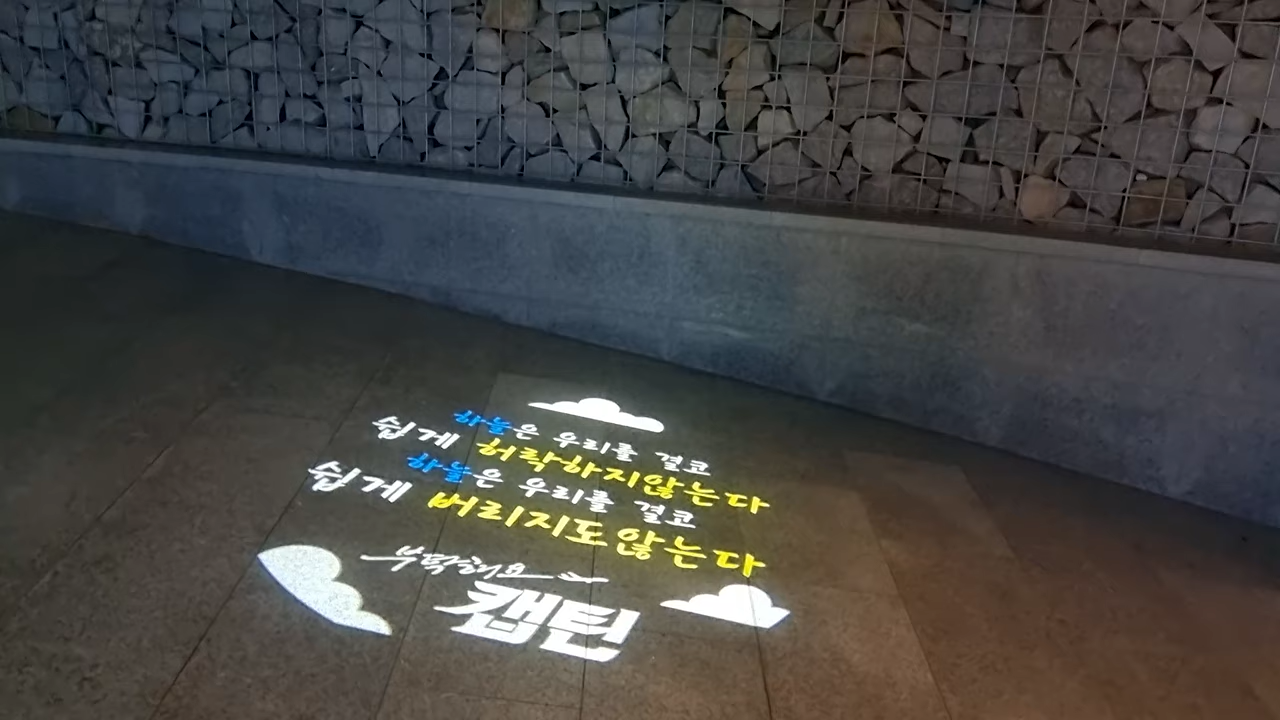 하늘은 우리를 결코
쉽게 허락하지않는다
하늘은 우리를 결코
쉽게 버리지도않는다
부탁해요
캡틴